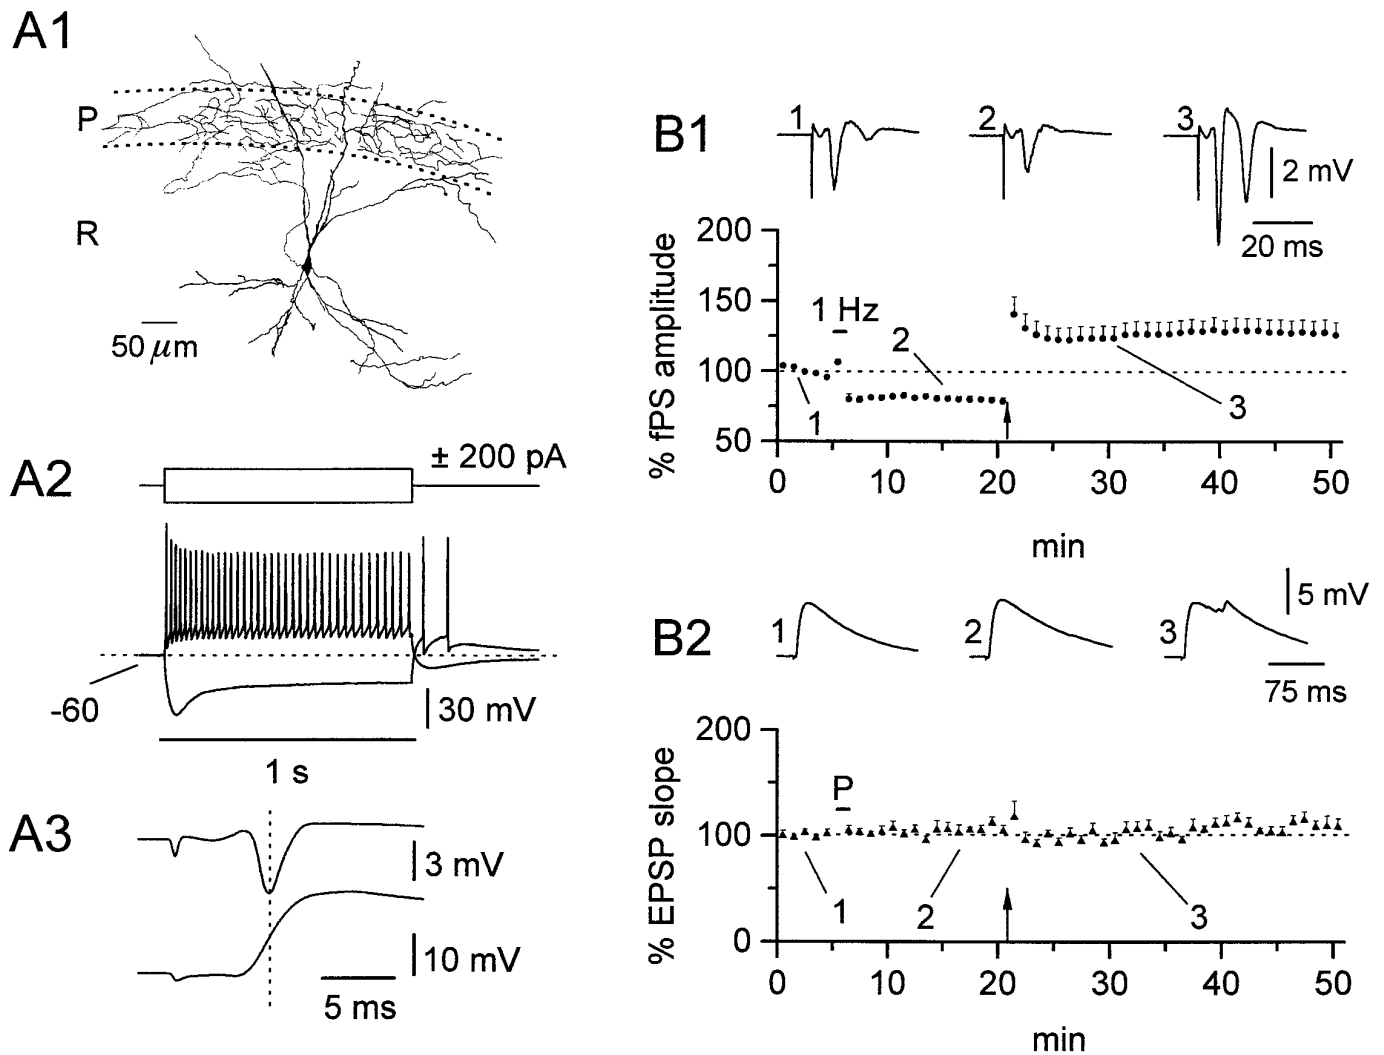 A1
P
R
50 μm
A2
± 200 pA
-60
30 mV
1 s
A3
3 mV
10 mV
5 ms
B1
1
2
3
2 mV
20 ms
% fPS amplitude
200
150
100
50
1 Hz
2
1
3
0
10
20
30
40
50
min
B2
1
2
3
5 mV
75 ms
% EPSP slope
200
100
0
P
1
2
3
0
10
20
30
40
50
min